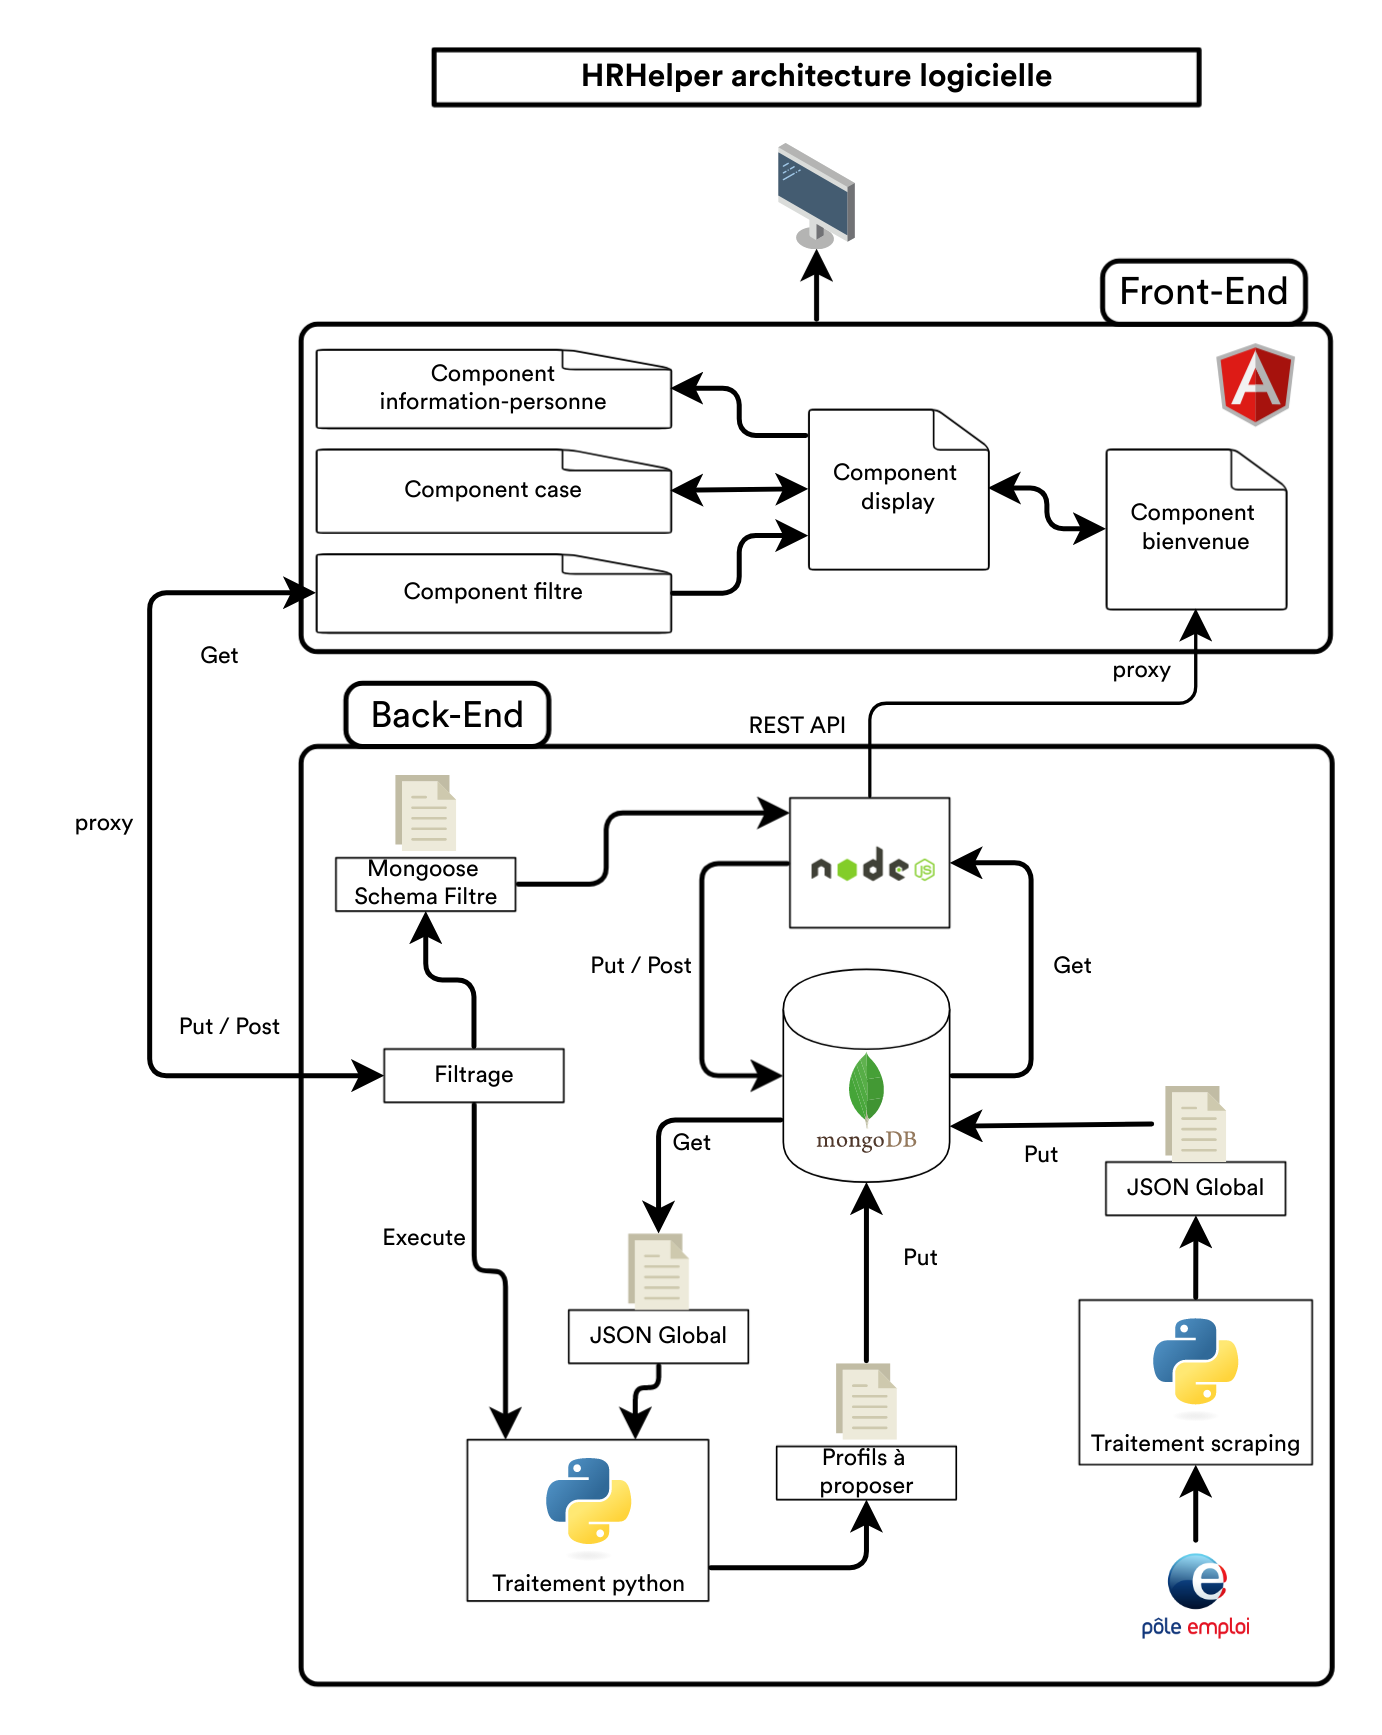 HRHelper architecture logicielle
Front-End
Component
information-personne
Component case
Component filtre
Component
display
Component
bienvenue
Get
proxy
REST API
Back-End
proxy
Mongoose
Schema Filtre
node
JS
Put / Post
Get
Put / Post
Filtrage
mongoDB
Get
Put
JSON Global
Execute
Put
JSON Global
Traitement scraping
Profils à
proposer
Traitement python
e
pôle emploi